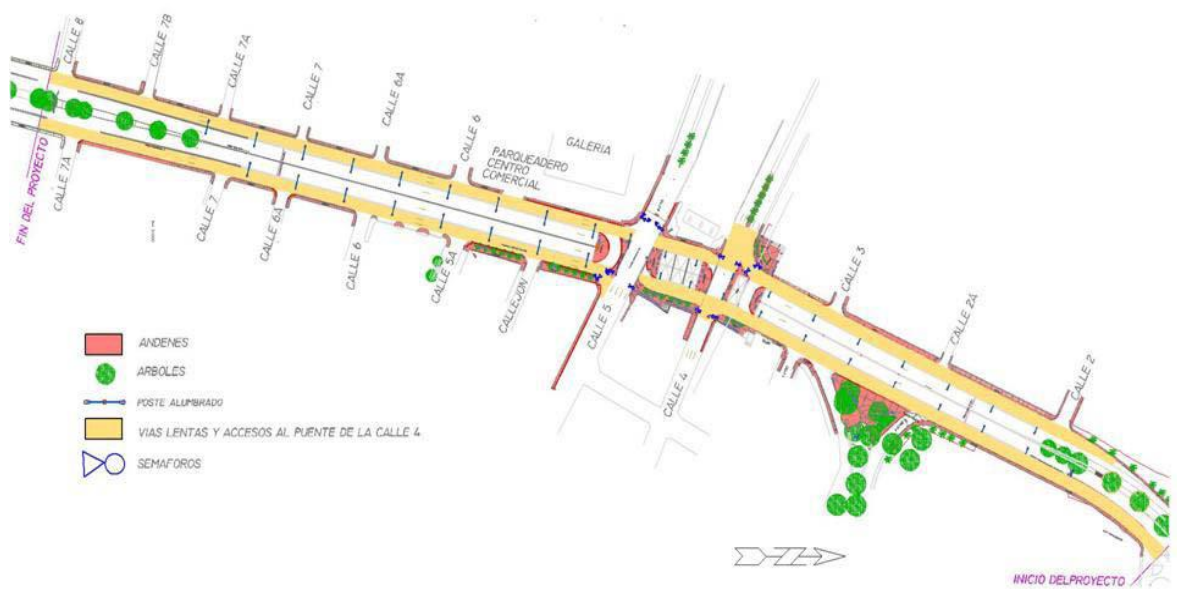 CALLE 8
CALLE 7B
CALLE 7A
CALLE 7
CALLE 6A
CALLE 6
PARQUEADERO
CENTRO
COMERCIAL
GALERIA
CALLE 3
CALLE 2A
CALLE 2
FIN DEL PROYECTO
CALLE 7A
CALLE 7
CALLE 6A
CALLE 6
CALLE 5A
CALLEJON
CALLE 5
CALLE 4
ANDENES
ARBOLES
POSTE ALUMBRADO
VIAS LENTAS Y ACCESOS AL PUENTE DE LA CALLE 4
SEMAFOROS
INICIO DELPROYECTO